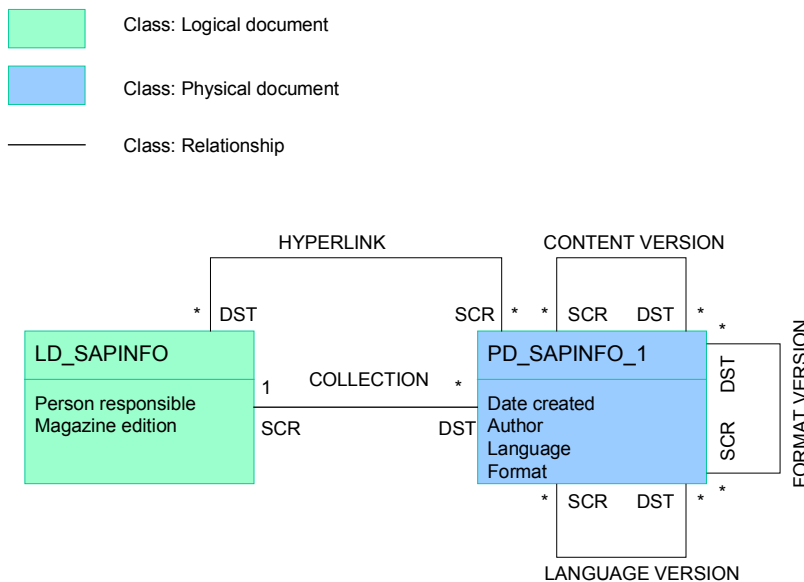 Class: Logical document
Class: Physical document
Class: Relationship
HYPERLINK
CONTENT VERSION
* DST
SCR *
* SCR
DST *
LD_SAPINFO
Person responsible
Magazine edition
1
COLLECTION
*
SCR
DST
PD_SAPINFO_1
Date created
Author
Language
Format
*
DST
SCR
*
FORMAT VERSION
* SCR
DST *
LANGUAGE VERSION